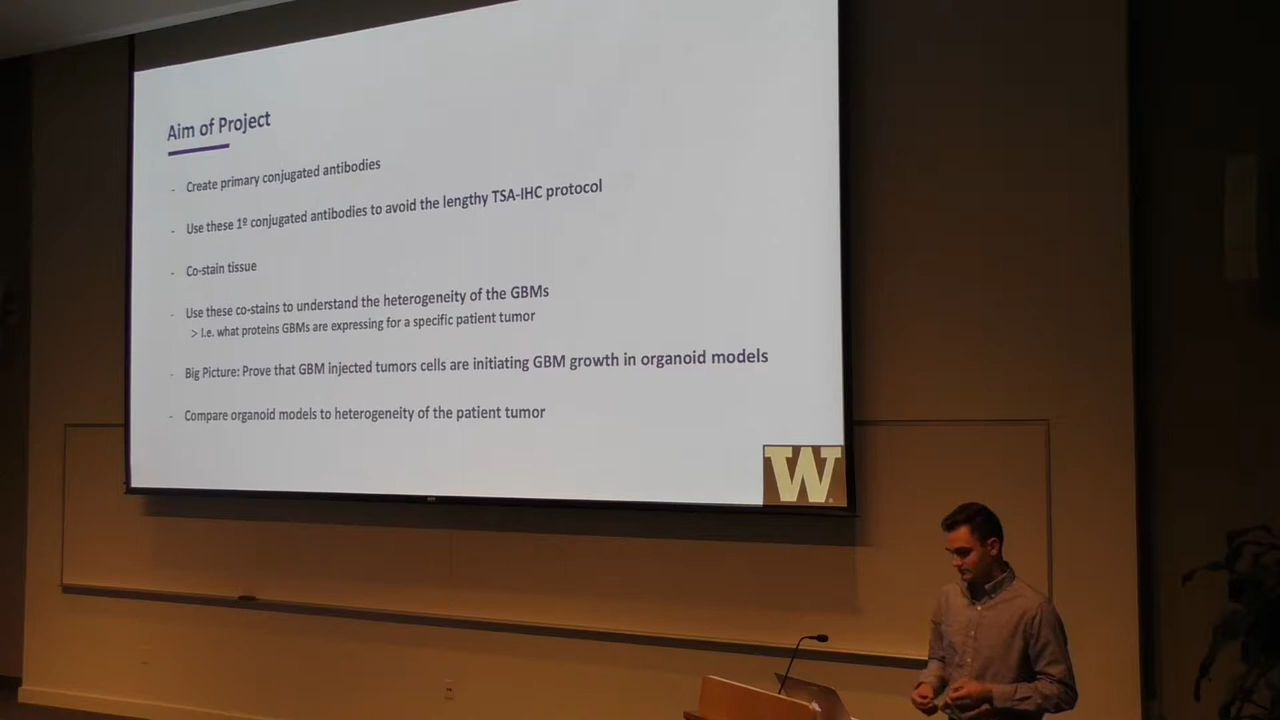 Aim of Project
- Create primary conjugated antibodies
- Use these 1º conjugated antibodies to avoid the lengthy TSA-IHC protocol
- Co-stain tissue
- Use these co-stains to understand the heterogeneity of the GBMs
> I.e. what proteins GBMs are expressing for a specific patient tumor
- Big Picture: Prove that GBM injected tumors cells are initiating GBM growth in organoid models
- Compare organoid models to heterogeneity of the patient tumor
W